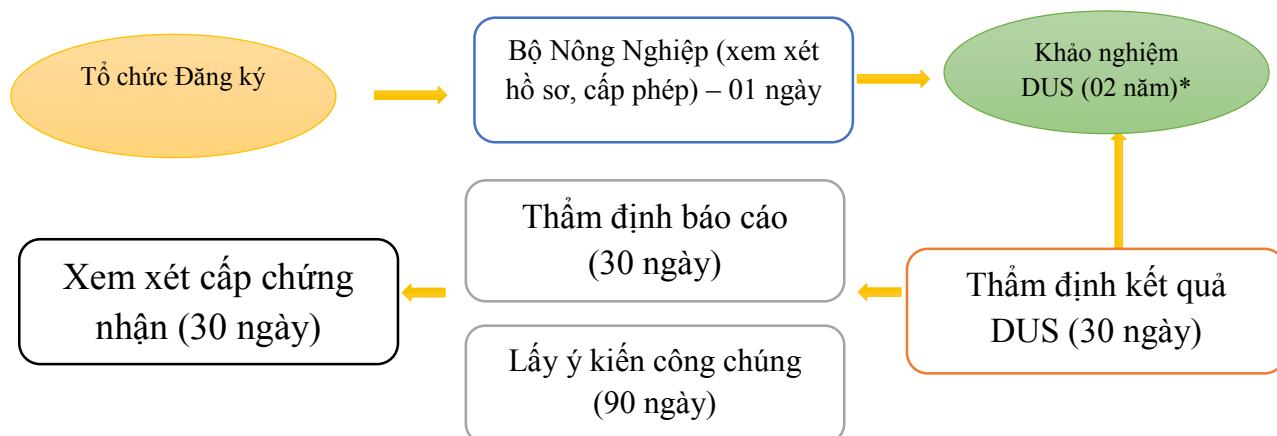 Tổ chức Đăng ký
Bộ Nông Nghiệp (xem xét
hồ sơ, cấp phép) – 01 ngày
Khảo nghiệm
DUS (02 năm)*
Thẩm định kết quả
DUS (30 ngày)
Thẩm định báo cáo
(30 ngày)
Lấy ý kiến công chúng
(90 ngày)
Xem xét cấp chứng
nhận (30 ngày)